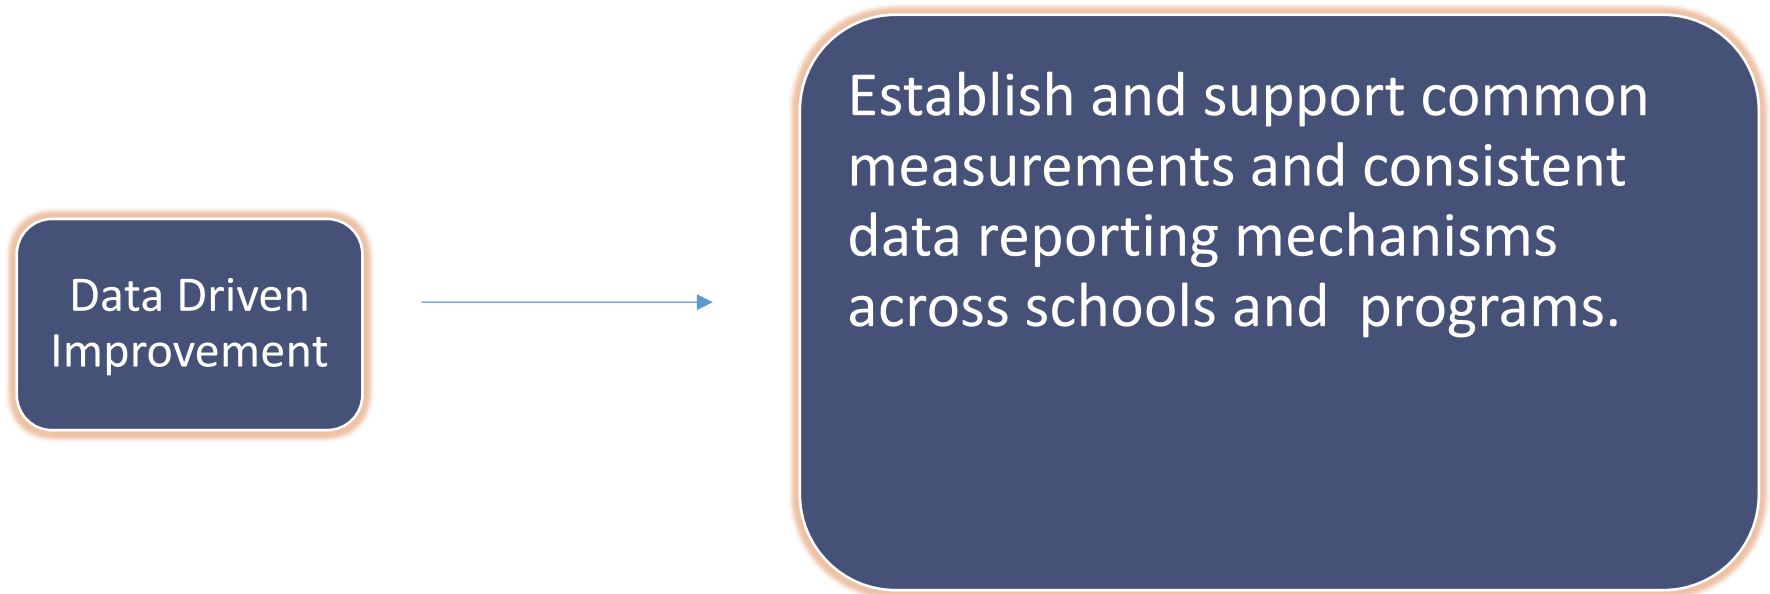 Data Driven
Improvement
Establish and support common
measurements and consistent
data reporting mechanisms
across schools and  programs.